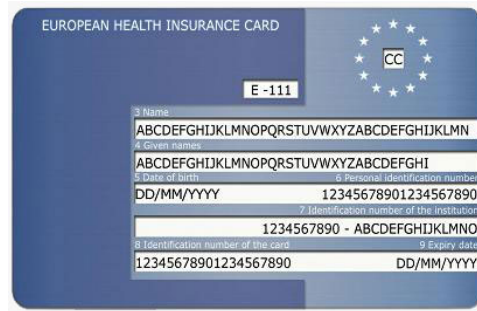 EUROPEAN HEALTH INSURANCE CARD
CC
E -111
3 Name
ABCDEFGHIJKLMNOPQRSTUVWXYZABCDEFGHIJKLMN
4 Given names
ABCDEFGHIJKLMNOPQRSTUVWXYZABCDEFGHI
5 Date of birth 6 Personal identification number
DD/MM/YYYY 12345678901234567890
7 Identification number of the institution
1234567890 - ABCDEFGHIJKLMNO
8 Identification number of the card 9 Expiry date
12345678901234567890 DD/MM/YYYY